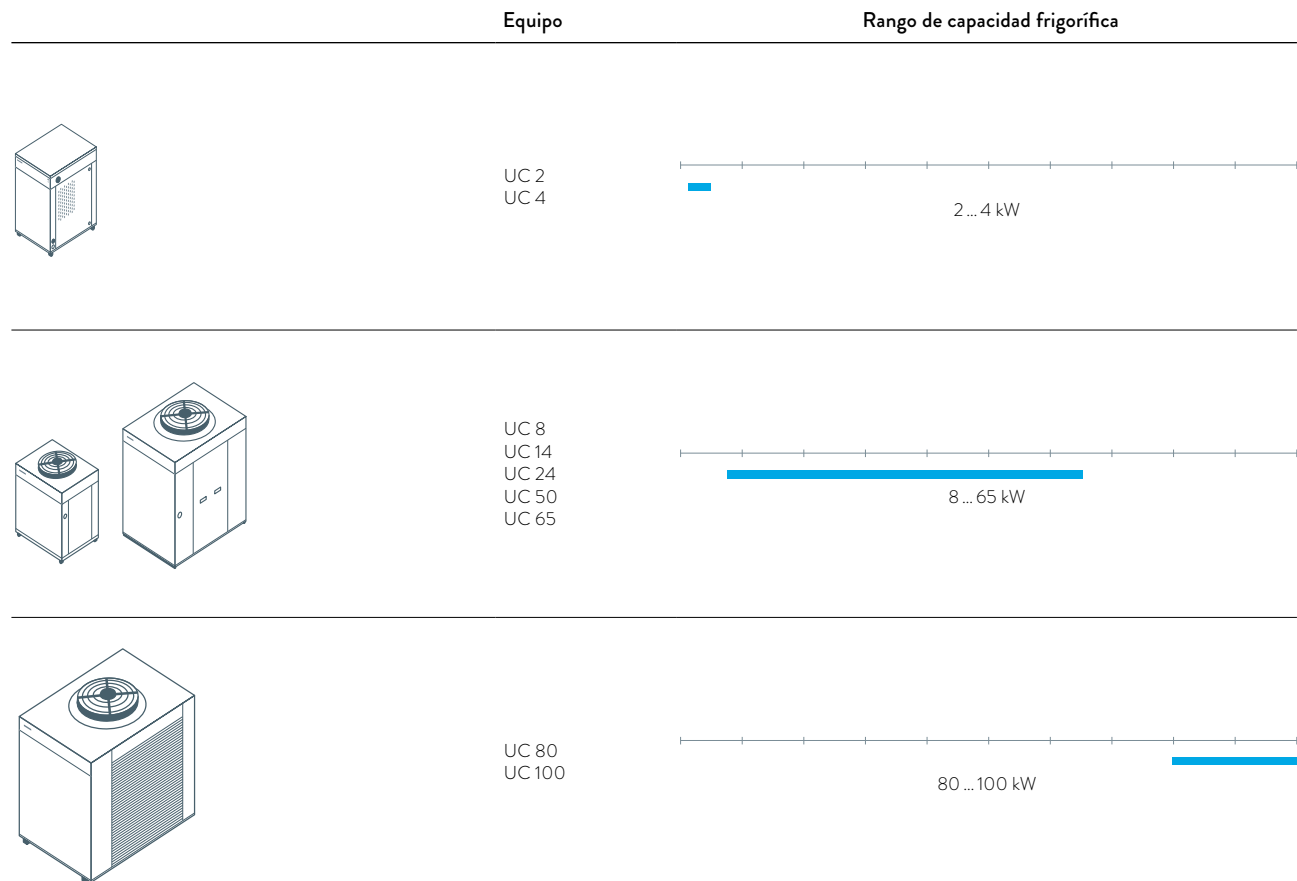 Equipo
Rango de capacidad frigorífica
UC 2
UC 4
2 ... 4 kW
UC 8
UC 14
UC 24
UC 50
UC 65
8 ... 65 kW
UC 80
UC 100
80 ... 100 kW